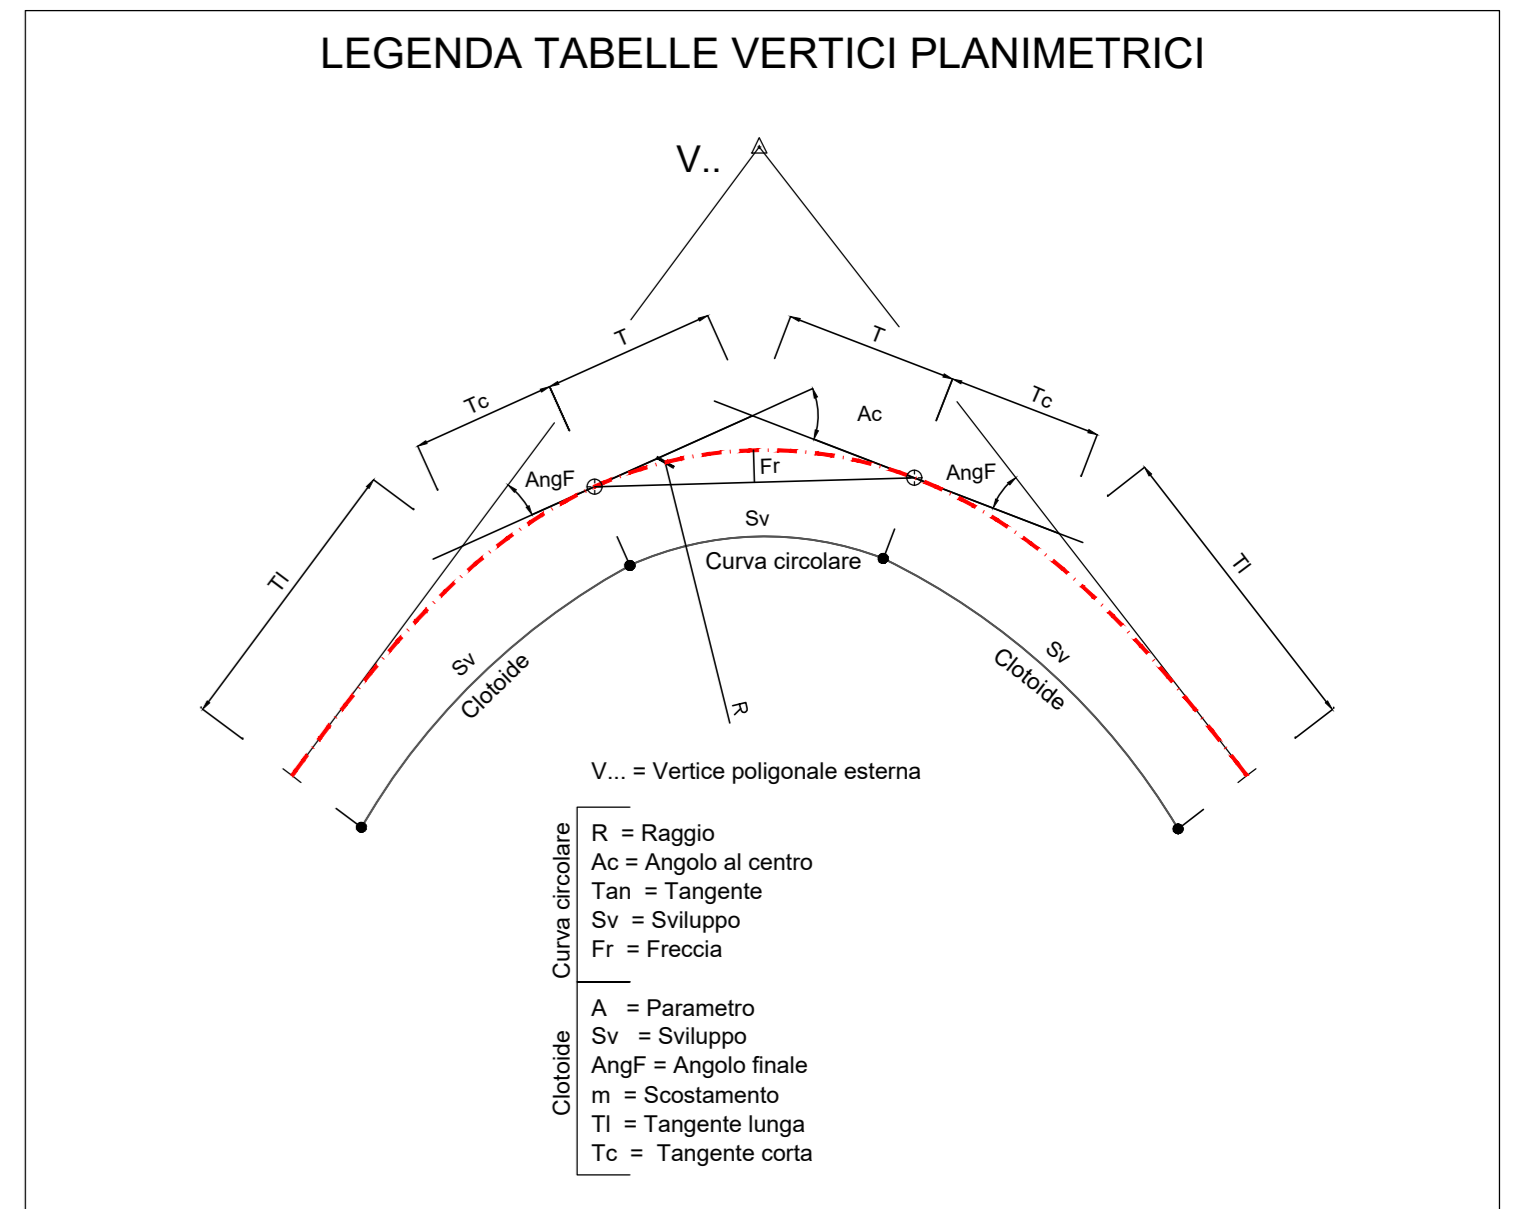 LEGENDA TABELLE VERTICI PLANIMETRICI
V..
T
T
Tc
Tc
Ac
AngF
Fr
AngF
Sv
Curva circolare
Tl
Tl
Sv
Clotoide
Sv
Clotoide
R
V... = Vertice poligonale esterna
Curva circolare
R = Raggio
Ac = Angolo al centro
Tan = Tangente
Sv = Sviluppo
Fr = Freccia
Clotoide
A = Parametro
Sv = Sviluppo
AngF = Angolo finale
m = Scostamento
Tl = Tangente lunga
Tc = Tangente corta